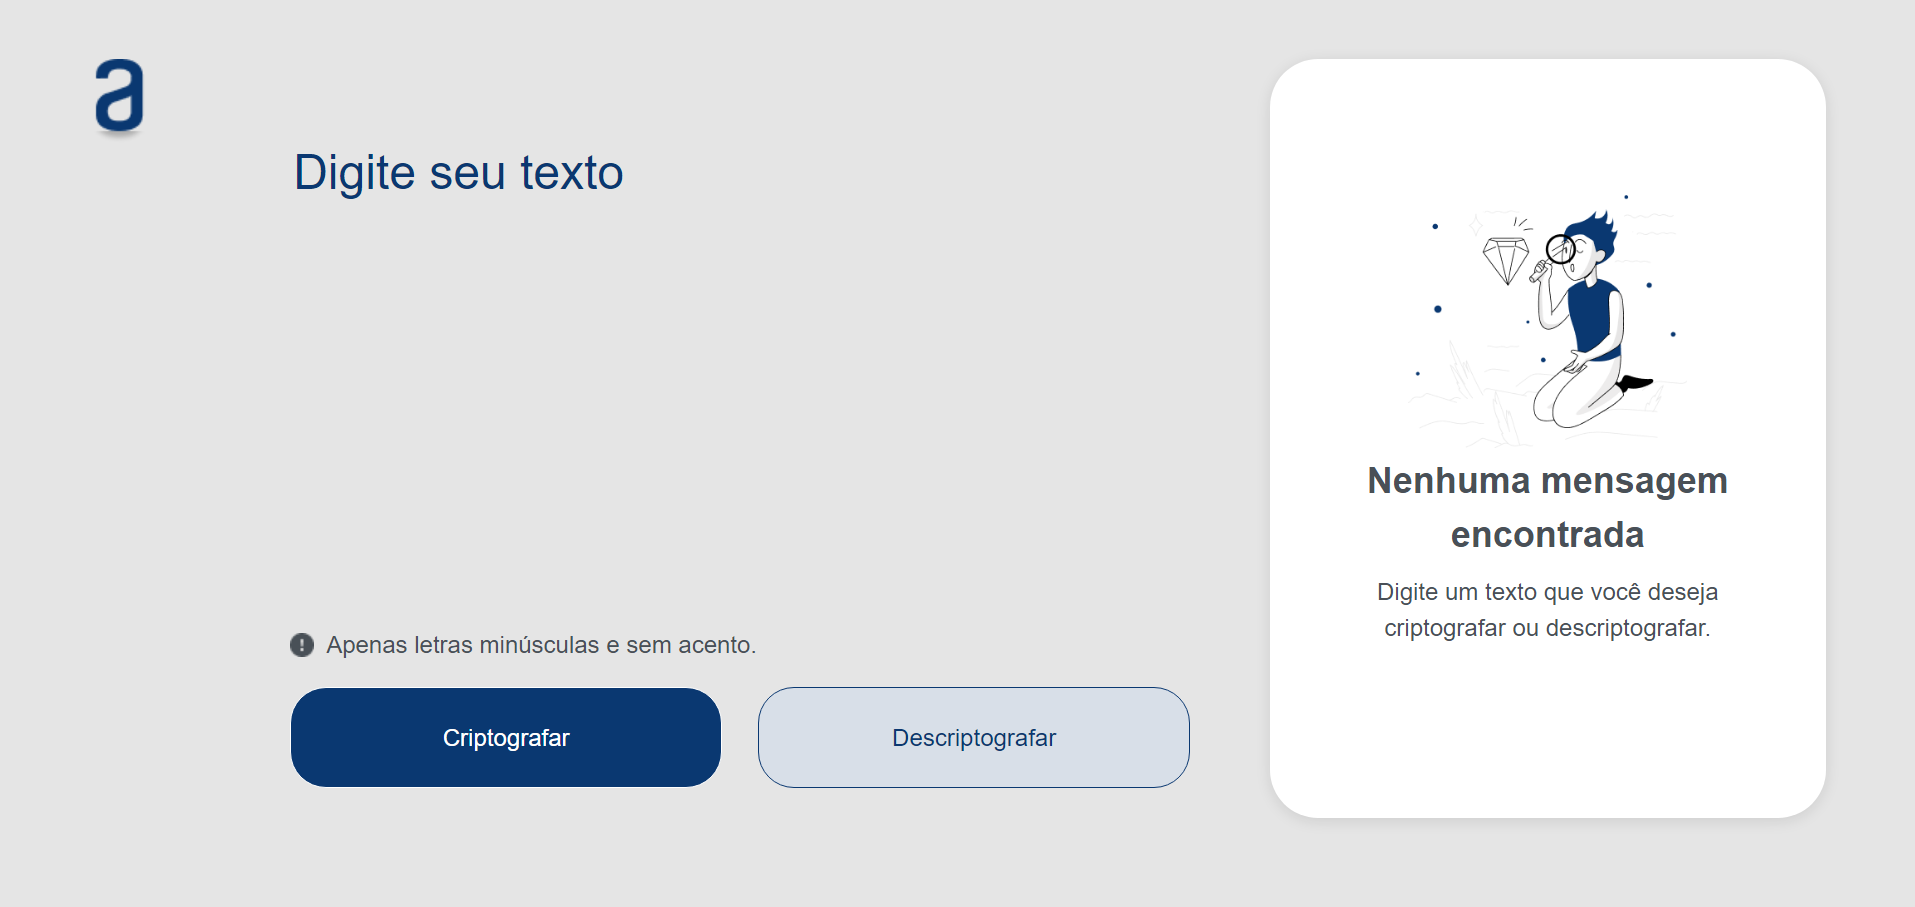 a
Digite seu texto
Apenas letras minúsculas e sem acento.
Criptografar
Descriptografar
Nenhuma mensagem
encontrada
Digite um texto que você deseja
criptografar ou descriptografar.